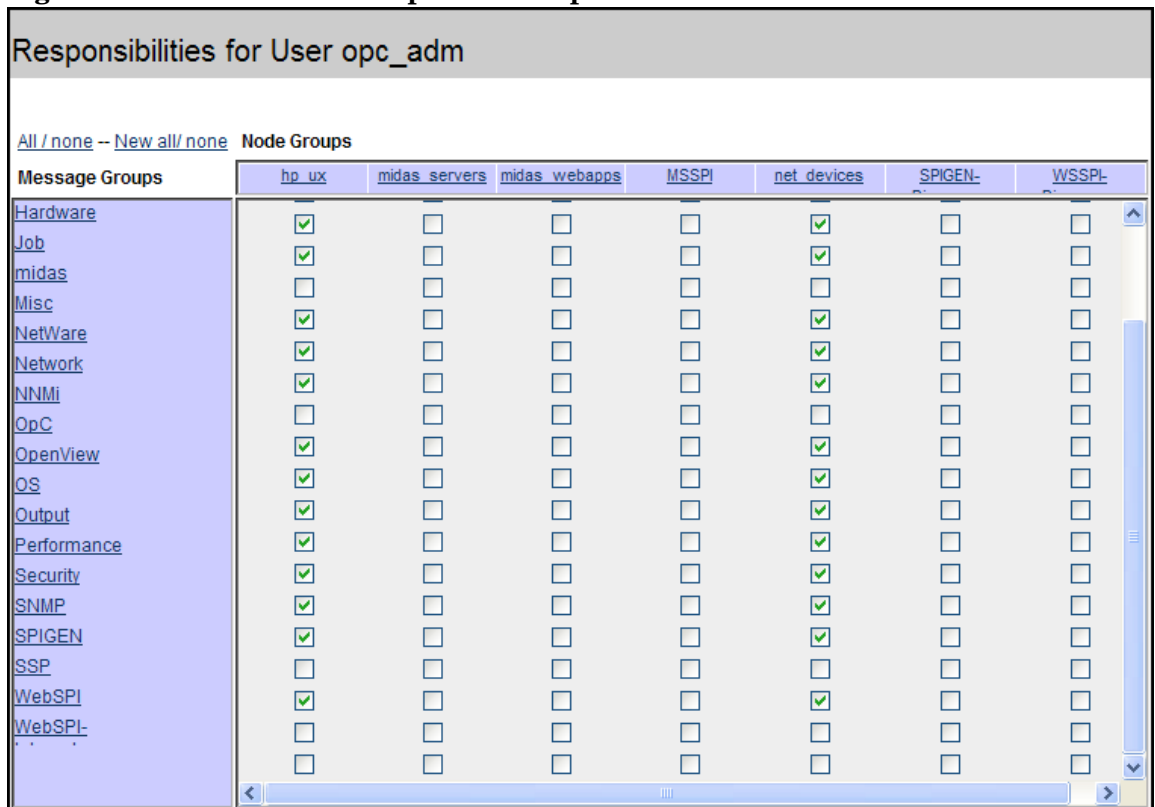 Responsibilities for User opc_adm
All / none -- New all/ none Node Groups
Message Groups hp_ux midas_servers midas_webapps MSSPI net_devices SPIGEN- WSSPI-
Hardware
Job
midas
Misc
NetWare
Network
NNMi
OpC
OpenView
OS
Output
Performance
Security
SNMP
SPIGEN
SSP
WebSPI
WebSPI-